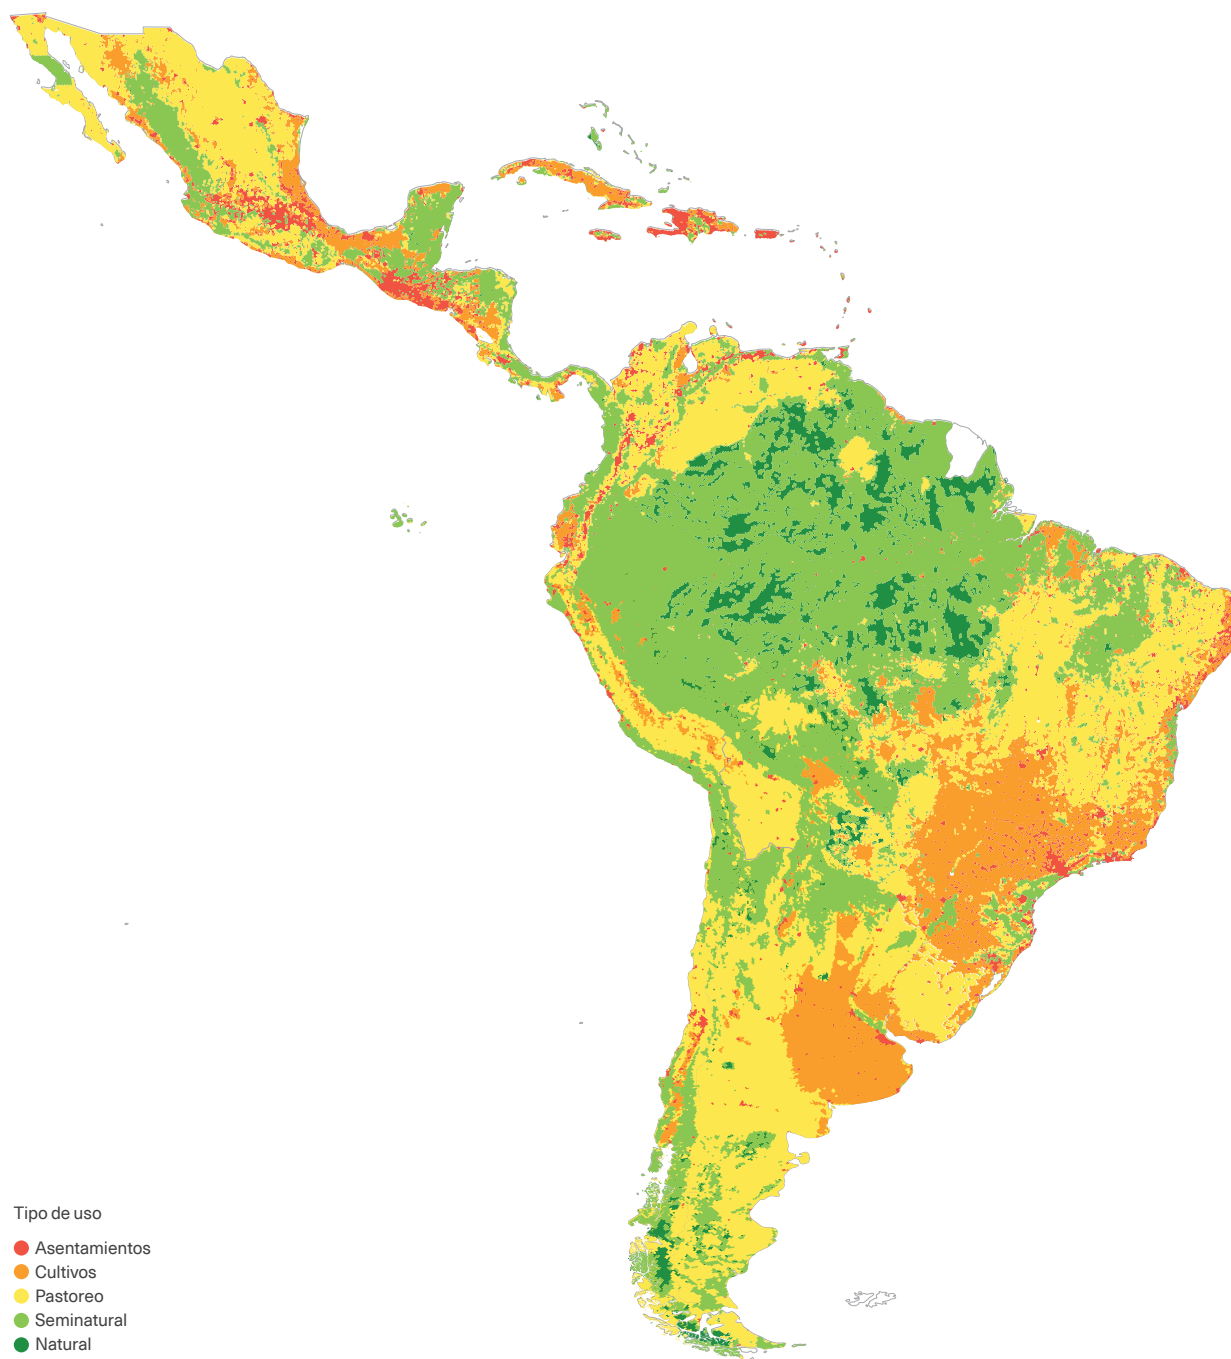 Tipo de uso
Asentamientos
Cultivos
Pastoreo
Seminatural
Natural